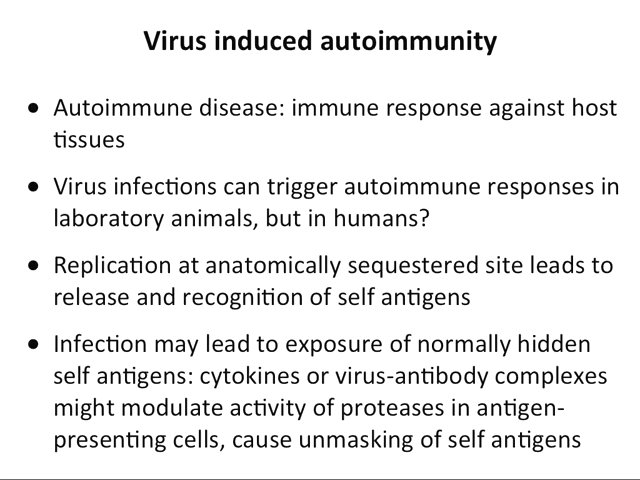 Virus induced autoimmunity
• Autoimmune disease: immune response against host
tissues
• Virus infections can trigger autoimmune responses in
laboratory animals, but in humans?
• Replication at anatomically sequestered site leads to
release and recognition of self antigens
• Infection may lead to exposure of normally hidden
self antigens: cytokines or virus-antibody complexes
might modulate activity of proteases in antigen-
presenting cells, cause unmasking of self antigens